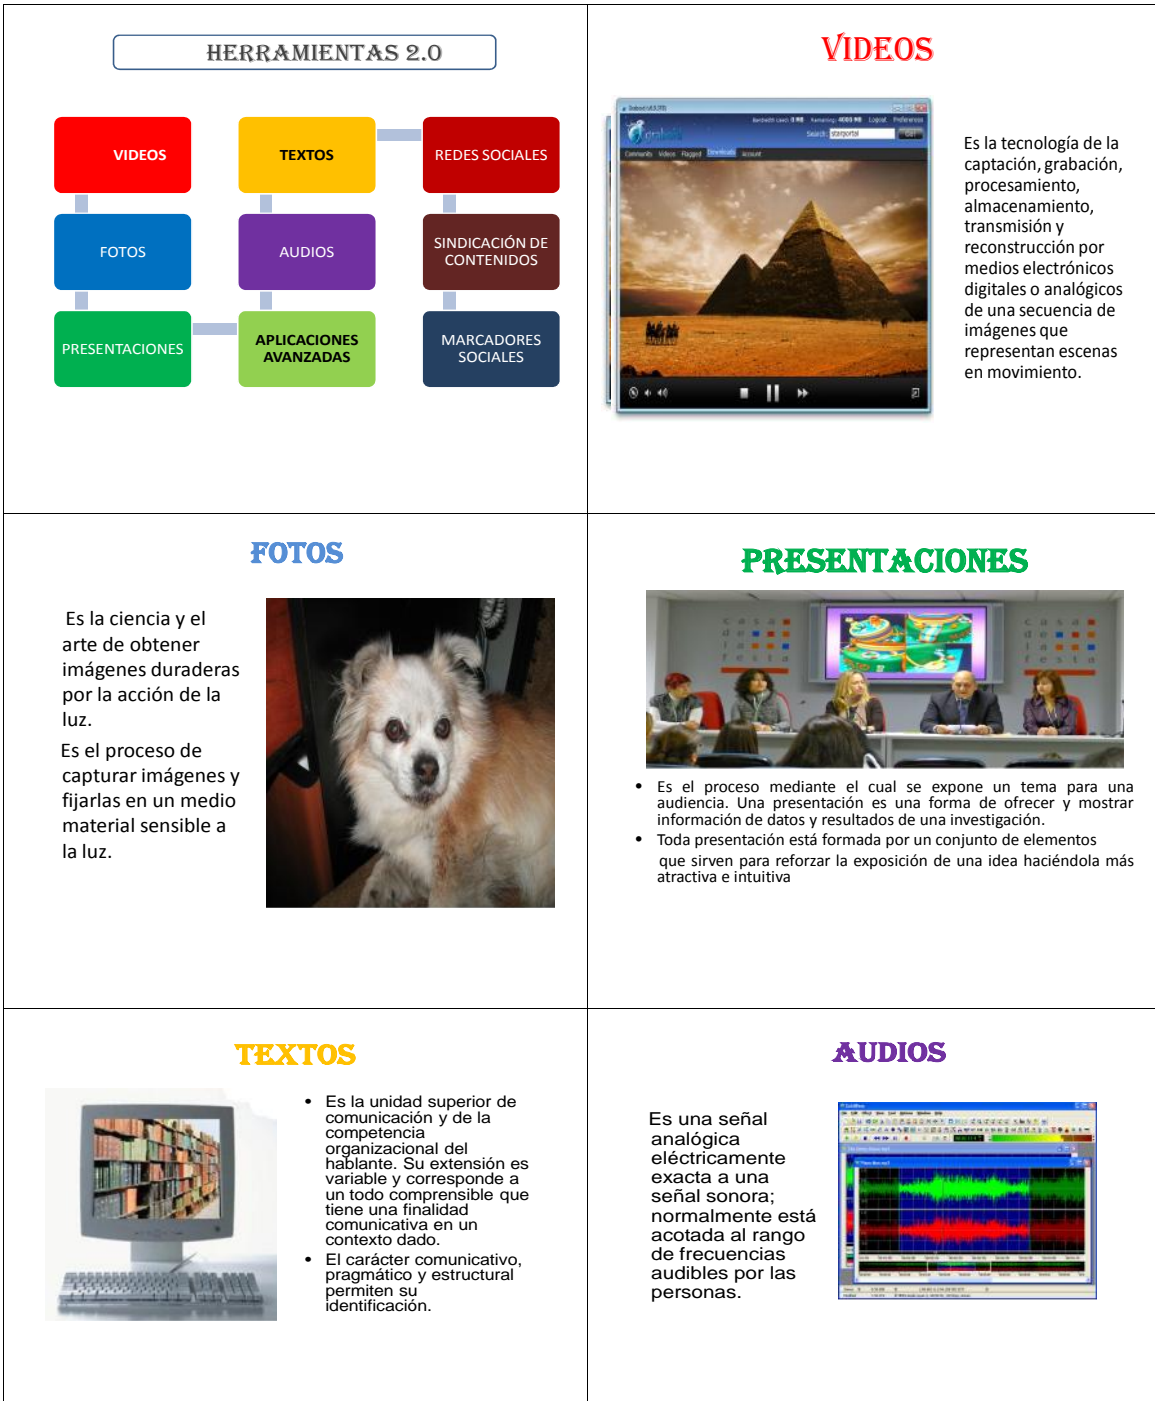 HERRAMIENTAS 2.0
VIDEOS
TEXTOS
REDES SOCIALES
FOTOS
AUDIOS
SINDICACIÓN DE
CONTENIDOS
PRESENTACIONES
APLICACIONES
AVANZADAS
MARCADORES
SOCIALES
VIDEOS
Search: starportal
Community Videos Flagged Downloads Account
Es la tecnología de la
captación, grabación,
procesamiento,
almacenamiento,
transmisión y
reconstrucción por
medios electrónicos
digitales o analógicos
de una secuencia de
imágenes que
representan escenas
en movimiento.
FOTOS
Es la ciencia y el
arte de obtener
imágenes duraderas
por la acción de la
luz.
Es el proceso de
capturar imágenes y
fijarlas en un medio
material sensible a
la luz.
PRESENTACIONES
• Es el proceso mediante el cual se expone un tema para una
audiencia. Una presentación es una forma de ofrecer y mostrar
información de datos y resultados de una investigación.
• Toda presentación está formada por un conjunto de elementos
que sirven para reforzar la exposición de una idea haciéndola más
atractiva e intuitiva
TEXTOS
• Es la unidad superior de
comunicación y de la
competencia
organizacional del
hablante. Su extensión es
variable y corresponde a
un todo comprensible que
tiene una finalidad
comunicativa en un
contexto dado.
• El carácter comunicativo,
pragmático y estructural
permiten su
identificación.
AUDIOS
Es una señal
analógica
eléctricamente
exacta a una
señal sonora;
normalmente está
acotada al rango
de frecuencias
audibles por las
personas.